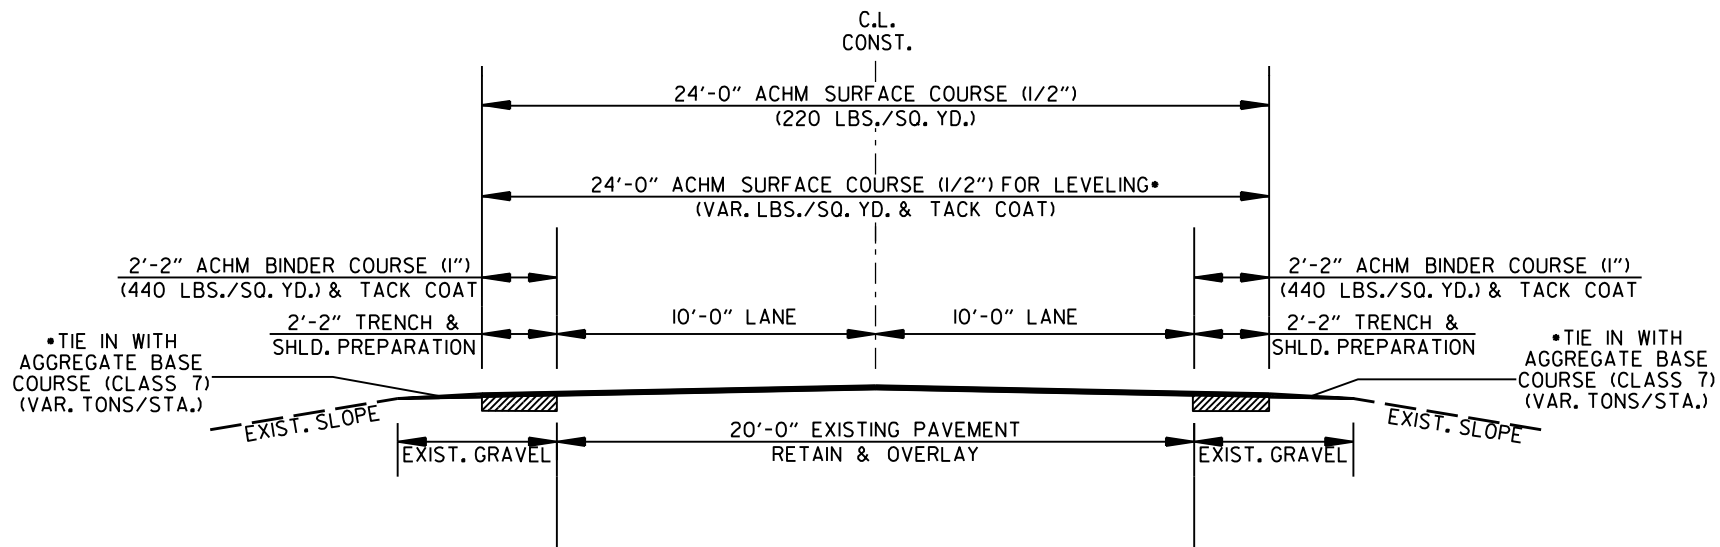 C.L.
CONST.
24'-0" ACHM SURFACE COURSE (1/2")
(220 LBS./SQ. YD.)
24'-0" ACHM SURFACE COURSE (1/2") FOR LEVELING*
(VAR. LBS./SQ. YD. & TACK COAT)
2'-2" ACHM BINDER COURSE (1")
(440 LBS./SQ. YD.) & TACK COAT
2'-2" ACHM BINDER COURSE (1")
(440 LBS./SQ. YD.) & TACK COAT
2'-2" TRENCH &
SHLD. PREPARATION
10'-0" LANE
10'-0" LANE
2'-2" TRENCH &
SHLD. PREPARATION
*TIE IN WITH
AGGREGATE BASE
COURSE (CLASS 7)
(VAR. TONS/STA.)
*TIE IN WITH
AGGREGATE BASE
COURSE (CLASS 7)
(VAR. TONS/STA.)
EXIST. SLOPE
EXIST. GRAVEL
20'-0" EXISTING PAVEMENT
RETAIN & OVERLAY
EXIST. GRAVEL
EXIST. SLOPE